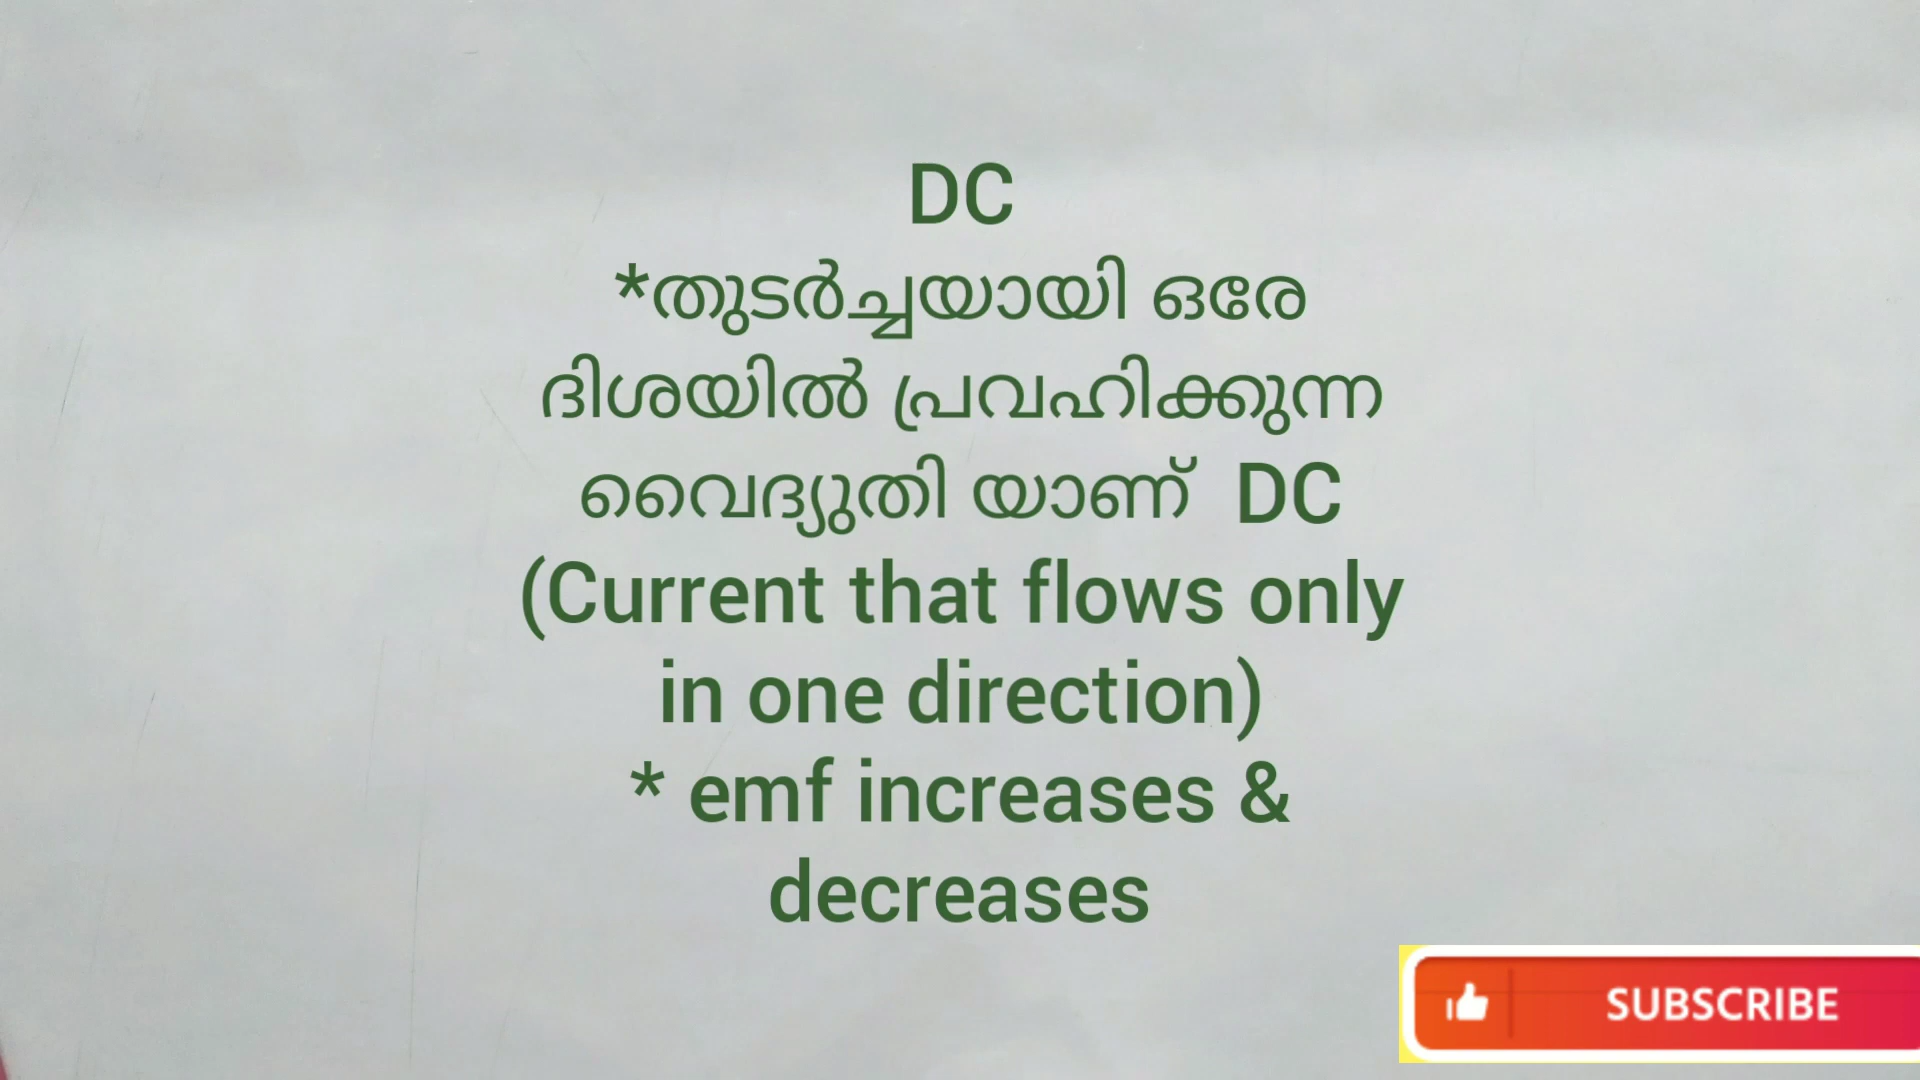 DC
*തുടർച്ചയായി ഒരേ
ദിശയിൽ പ്രവഹിക്കുന്ന
വൈദ്യുതി യാണ് DC
(Current that flows only
in one direction)
* emf increases &
decreases
SUBSCRIBE